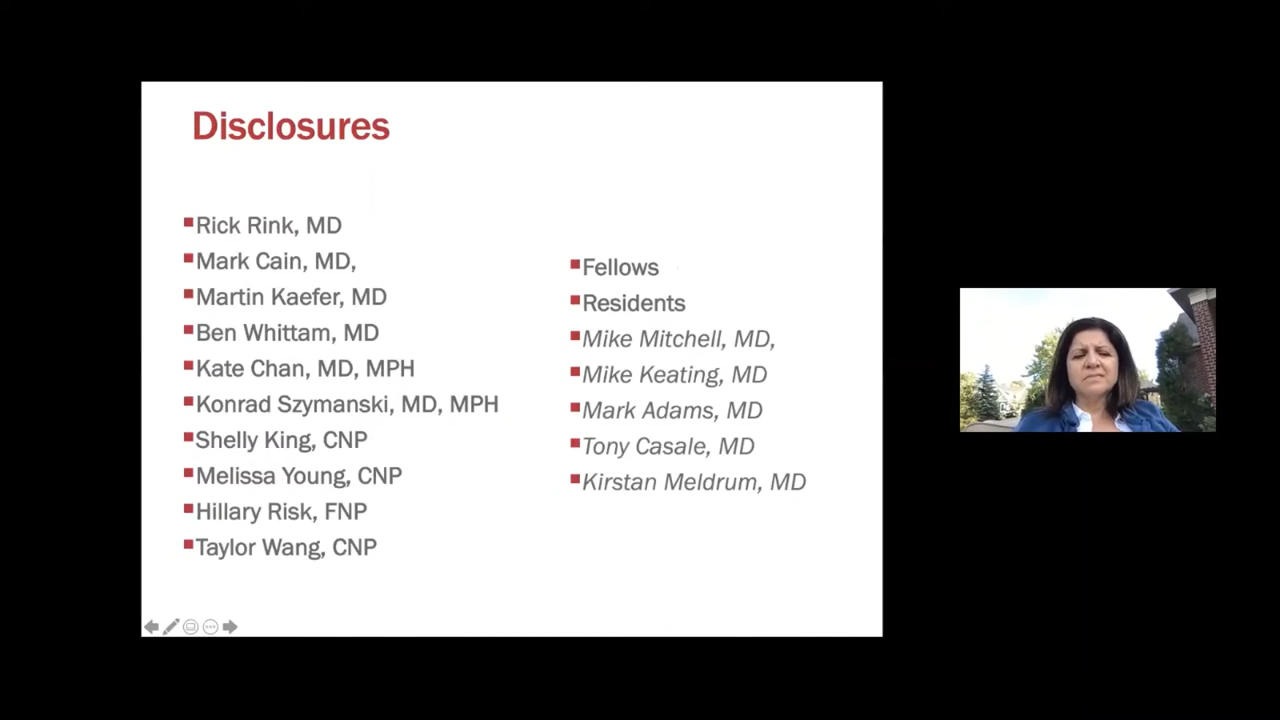 Disclosures
Rick Rink, MD
Mark Cain, MD,
Martin Kaefer, MD
Ben Whittam, MD
Kate Chan, MD, MPH
Konrad Szymanski, MD, MPH
Shelly King, CNP
Melissa Young, CNP
Hillary Risk, FNP
Taylor Wang, CNP
Fellows
Residents
Mike Mitchell, MD,
Mike Keating, MD
Mark Adams, MD
Tony Casale, MD
Kirstan Meldrum, MD